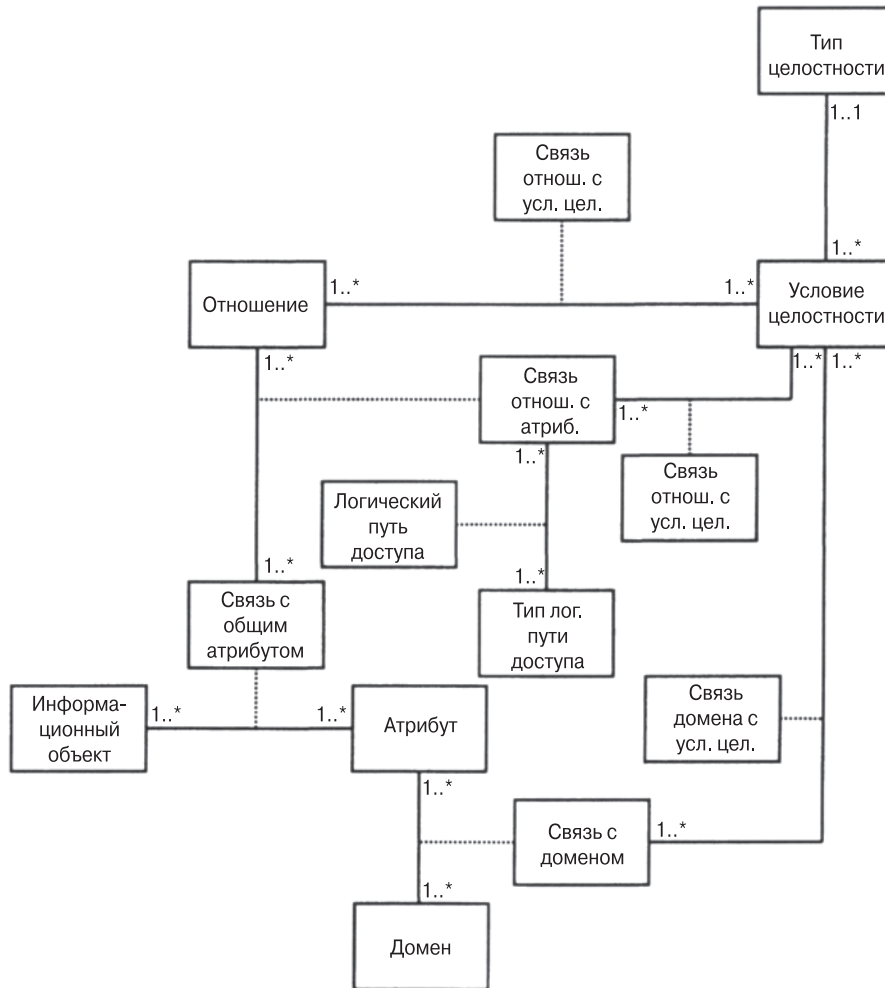 Тип
целостности
1..1
Связь
отнош. с
усл. цел.
1..*
Отношение
1..*
1..*
Условие
целостности
1..*
1..*
1..*
Связь
отнош. с
атриб.
1..*
1..*
Связь
отнош. с
усл. цел.
Логический
путь
доступа
1..*
1..*
Связь с
общим
атрибутом
Тип лог.
пути
доступа
Информа-
ционный
объект
1..*
1..*
Атрибут
Связь
домена с
усл. цел.
1..*
Связь с
доменом
1..*
1..*
Домен